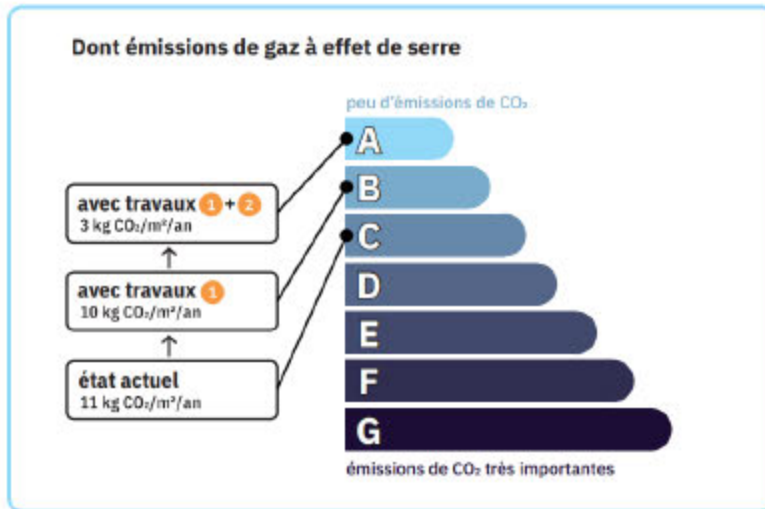 Dont émissions de gaz à effet de serre
peu d'émissions de CO₂
A
B
C
D
E
F
G
émissions de CO₂ très importantes
avec travaux 1 + 2
3 kg CO₂/m²/an
↑
avec travaux 1
10 kg CO₂/m²/an
↑
état actuel
11 kg CO₂/m²/an